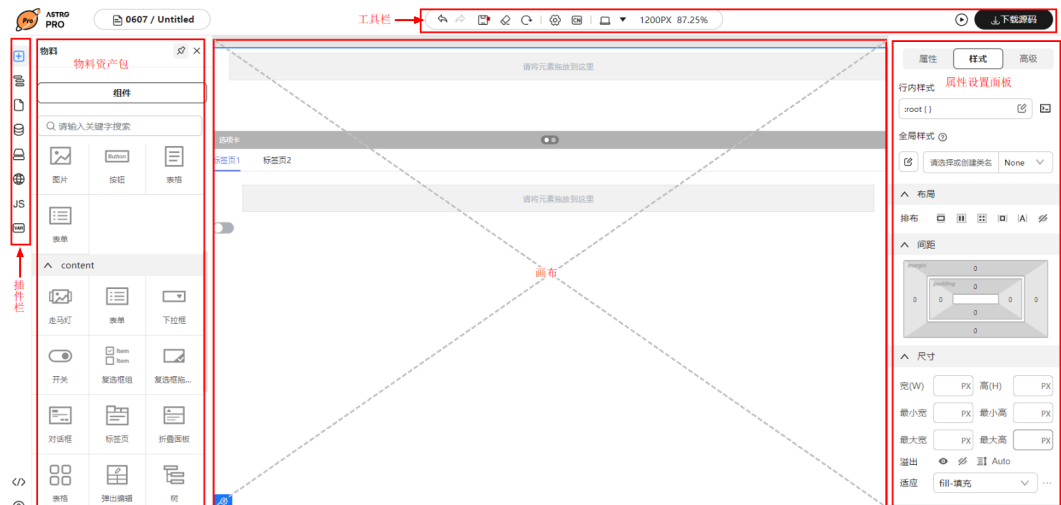 Pro
ASTRO
PRO
0607 / Untitled
工具栏
CN
1200PX 87.25%
下载源码
物料
物料资产包
组件
请输入关键字搜索
图片
按钮
表格
Button
表单
content
走马灯
表单
下拉框
Item
Item
开关
复选框组
复选框拖...
对话框
标签页
折叠面板
表格
弹出编辑
树
JS
VAR
插件栏
请将元素拖放到这里
选项卡
标签页1
标签页2
请将元素拖放到这里
画布
属性
样式
高级
行内样式
属性设置面板
:root { }
全局样式
请选择或创建类名
None
布局
排布
A
间距
margin
0
padding
0
0
0
0
0
0
0
尺寸
宽(W)
PX
高(H)
PX
最小宽
PX
最小高
PX
最大宽
PX
最大高
PX
溢出
Auto
适应
fill-填充